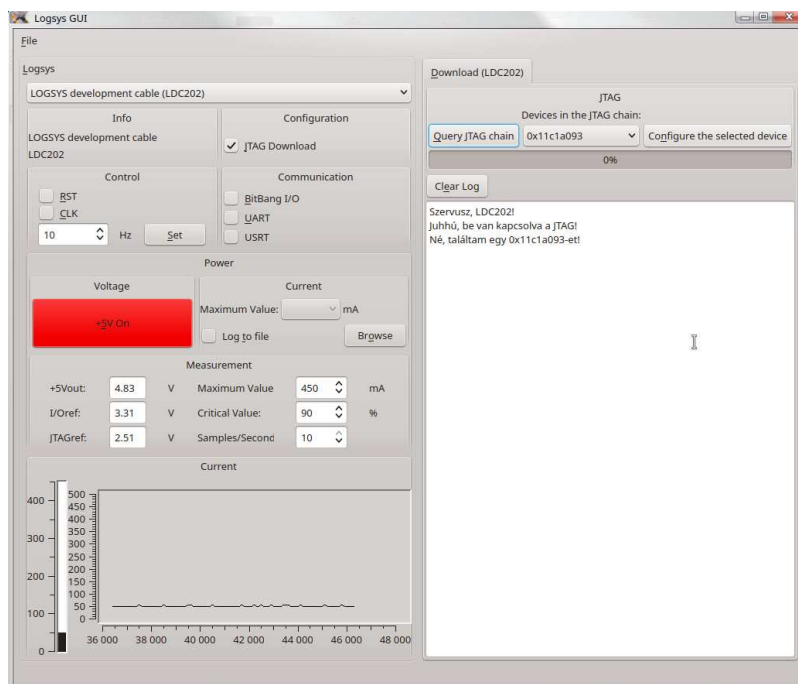 Logsys GUI
File
Logsys
LOGSYS development cable (LDC202)
Info
LOGSYS development cable
LDC202
Configuration
JTAG Download
Control
RST
CLK
10 Hz Set
Communication
BitBang I/O
UART
USRT
Power
Voltage
+5V On
Current
Maximum Value: mA
Log to file Browse
Measurement
+5Vout: 4.83 V Maximum Value 450 mA
I/Oref: 3.31 V Critical Value: 90 %
JTAGref: 2.51 V Samples/Second 10
Current
400
300
200
100
0
500
450
400
350
300
250
200
150
100
50
0
36 000 38 000 40 000 42 000 44 000 46 000 48 000
Download (LDC202)
JTAG
Devices in the JTAG chain:
Query JTAG chain 0x11c1a093 Configure the selected device
0%
Clear Log
Szervusz, LDC202!
Juhhú, be van kapcsolva a JTAG!
Né, találtam egy 0x11c1a093-et!